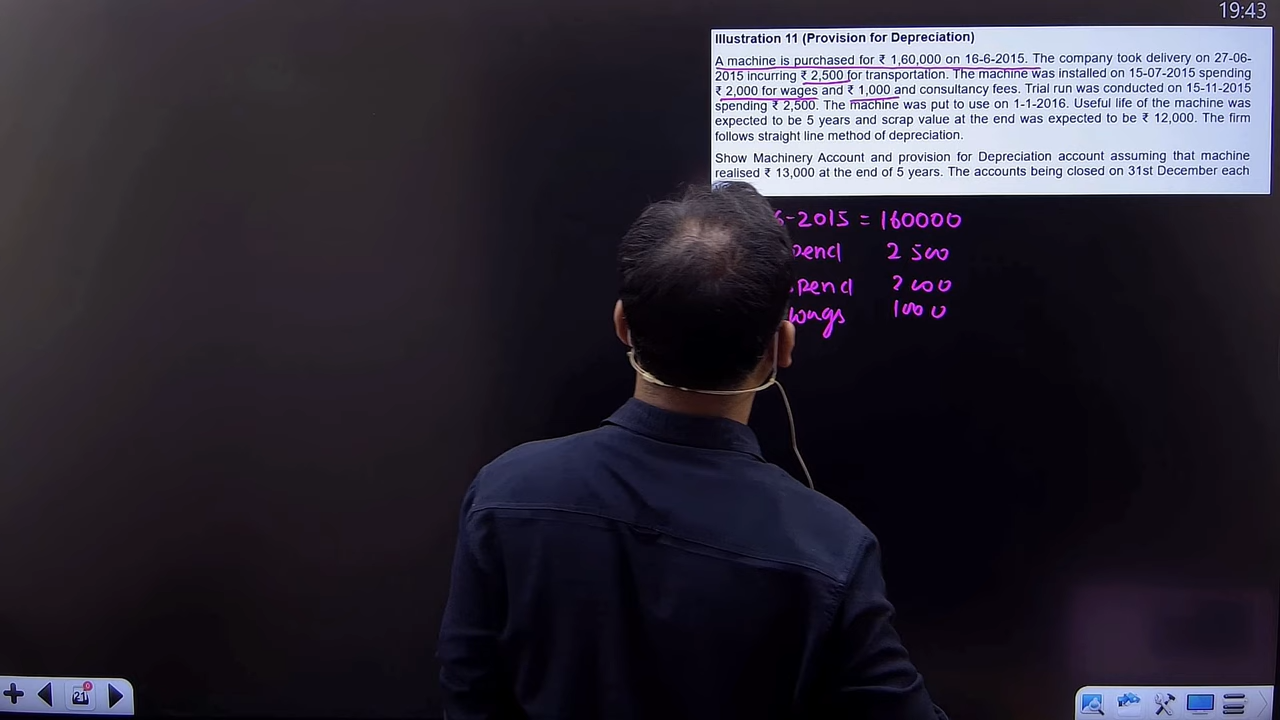 19:43
Illustration 11 (Provision for Depreciation)
A machine is purchased for ₹ 1,60,000 on 16-6-2015. The company took delivery on 27-06-
2015 incurring ₹ 2,500 for transportation. The machine was installed on 15-07-2015 spending
₹ 2,000 for wages and ₹ 1,000 and consultancy fees. Trial run was conducted on 15-11-2015
spending ₹ 2,500. The machine was put to use on 1-1-2016. Useful life of the machine was
expected to be 5 years and scrap value at the end was expected to be ₹ 12,000. The firm
follows straight line method of depreciation.
Show Machinery Account and provision for Depreciation account assuming that machine
realised ₹ 13,000 at the end of 5 years. The accounts being closed on 31st December each
6-2015 = 160000
pend 2500
pend 2000
1000
21